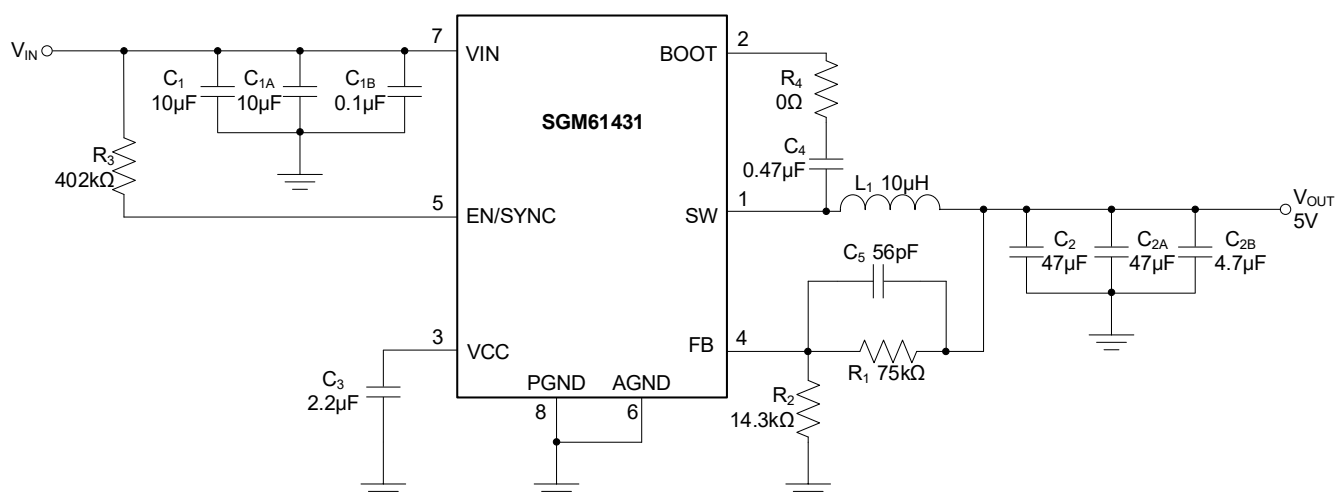 VIN
7
VIN
C1
10µF
C1A
10µF
C1B
0.1µF
R3
402kΩ
5
EN/SYNC
3
VCC
C3
2.2µF
SGM61431
PGND
8
AGND
6
2
BOOT
R4
0Ω
C4
0.47µF
1
SW
L1 10µH
VOUT
5V
C2
47µF
C2A
47µF
C2B
4.7µF
C5 56pF
4
FB
R1 75kΩ
R2
14.3kΩ